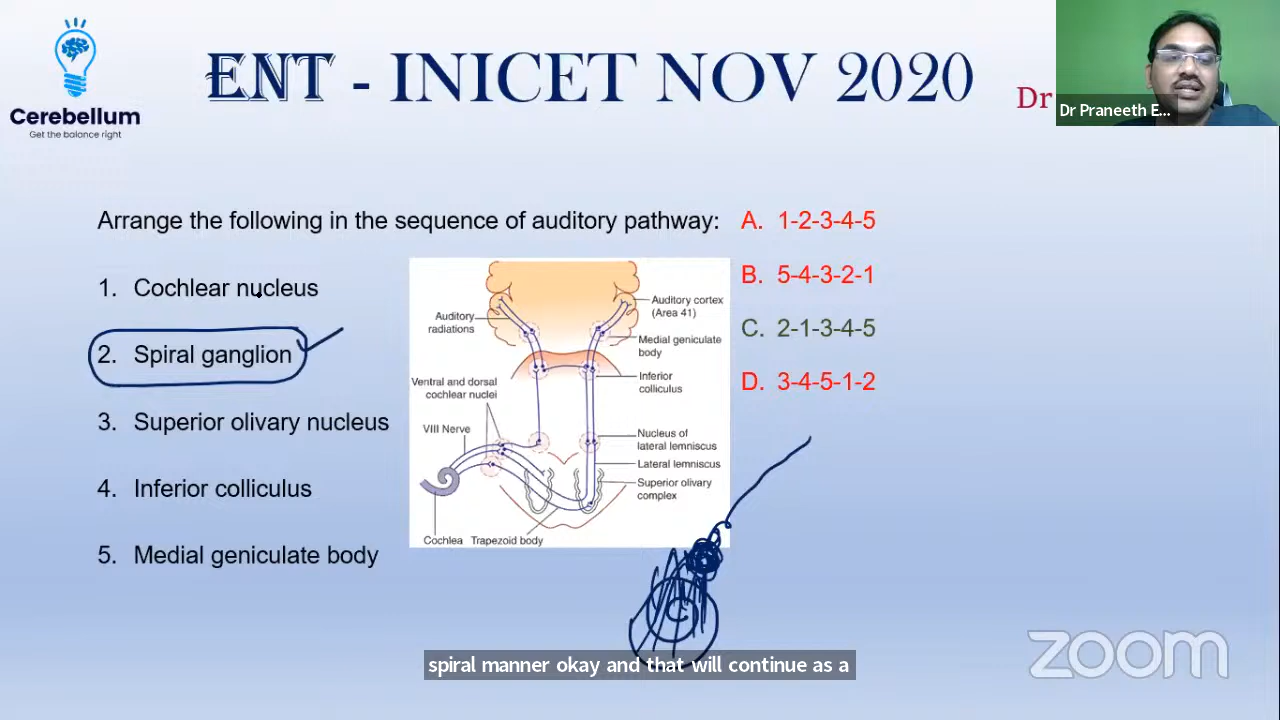 Cerebellum
Get the balance right
ENT - INICET NOV 2020
Dr
Dr Praneeth E...
Arrange the following in the sequence of auditory pathway:
1. Cochlear nucleus
2. Spiral ganglion
3. Superior olivary nucleus
4. Inferior colliculus
5. Medial geniculate body
A. 1-2-3-4-5
B. 5-4-3-2-1
C. 2-1-3-4-5
D. 3-4-5-1-2
Auditory
radiations
Ventral and dorsal
cochlear nuclei
VIII Nerve
Cochlea
Trapezoid body
Auditory cortex
(Area 41)
Medial geniculate
body
Inferior
colliculus
Nucleus of
lateral lemniscus
Lateral lemniscus
Superior olivary
complex
spiral manner okay and that will continue as a
zoom